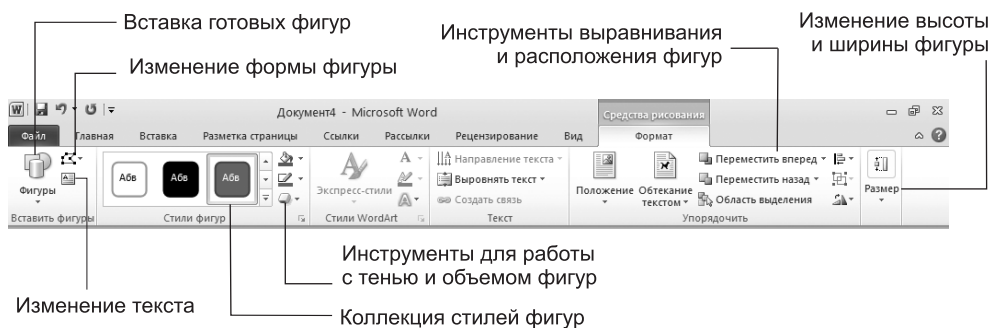 Вставка готовых фигур
Изменение формы фигуры
Инструменты выравнивания
и расположения фигур
Изменение высоты
и ширины фигуры
W
Документ4 - Microsoft Word
Средства рисования
Файл Главная Вставка Разметка страницы Ссылки Рассылки Рецензирование Вид Формат
Фигуры
Абв Абв Абв
Экспресс-стили
Направление текста
Выровнять текст
Создать связь
Положение
Обтекание
текстом
Переместить вперед
Переместить назад
Область выделения
Размер
Вставить фигуры Стили фигур Стили WordArt Текст Упорядочить
Инструменты для работы
с тенью и объемом фигур
Изменение текста
Коллекция стилей фигур